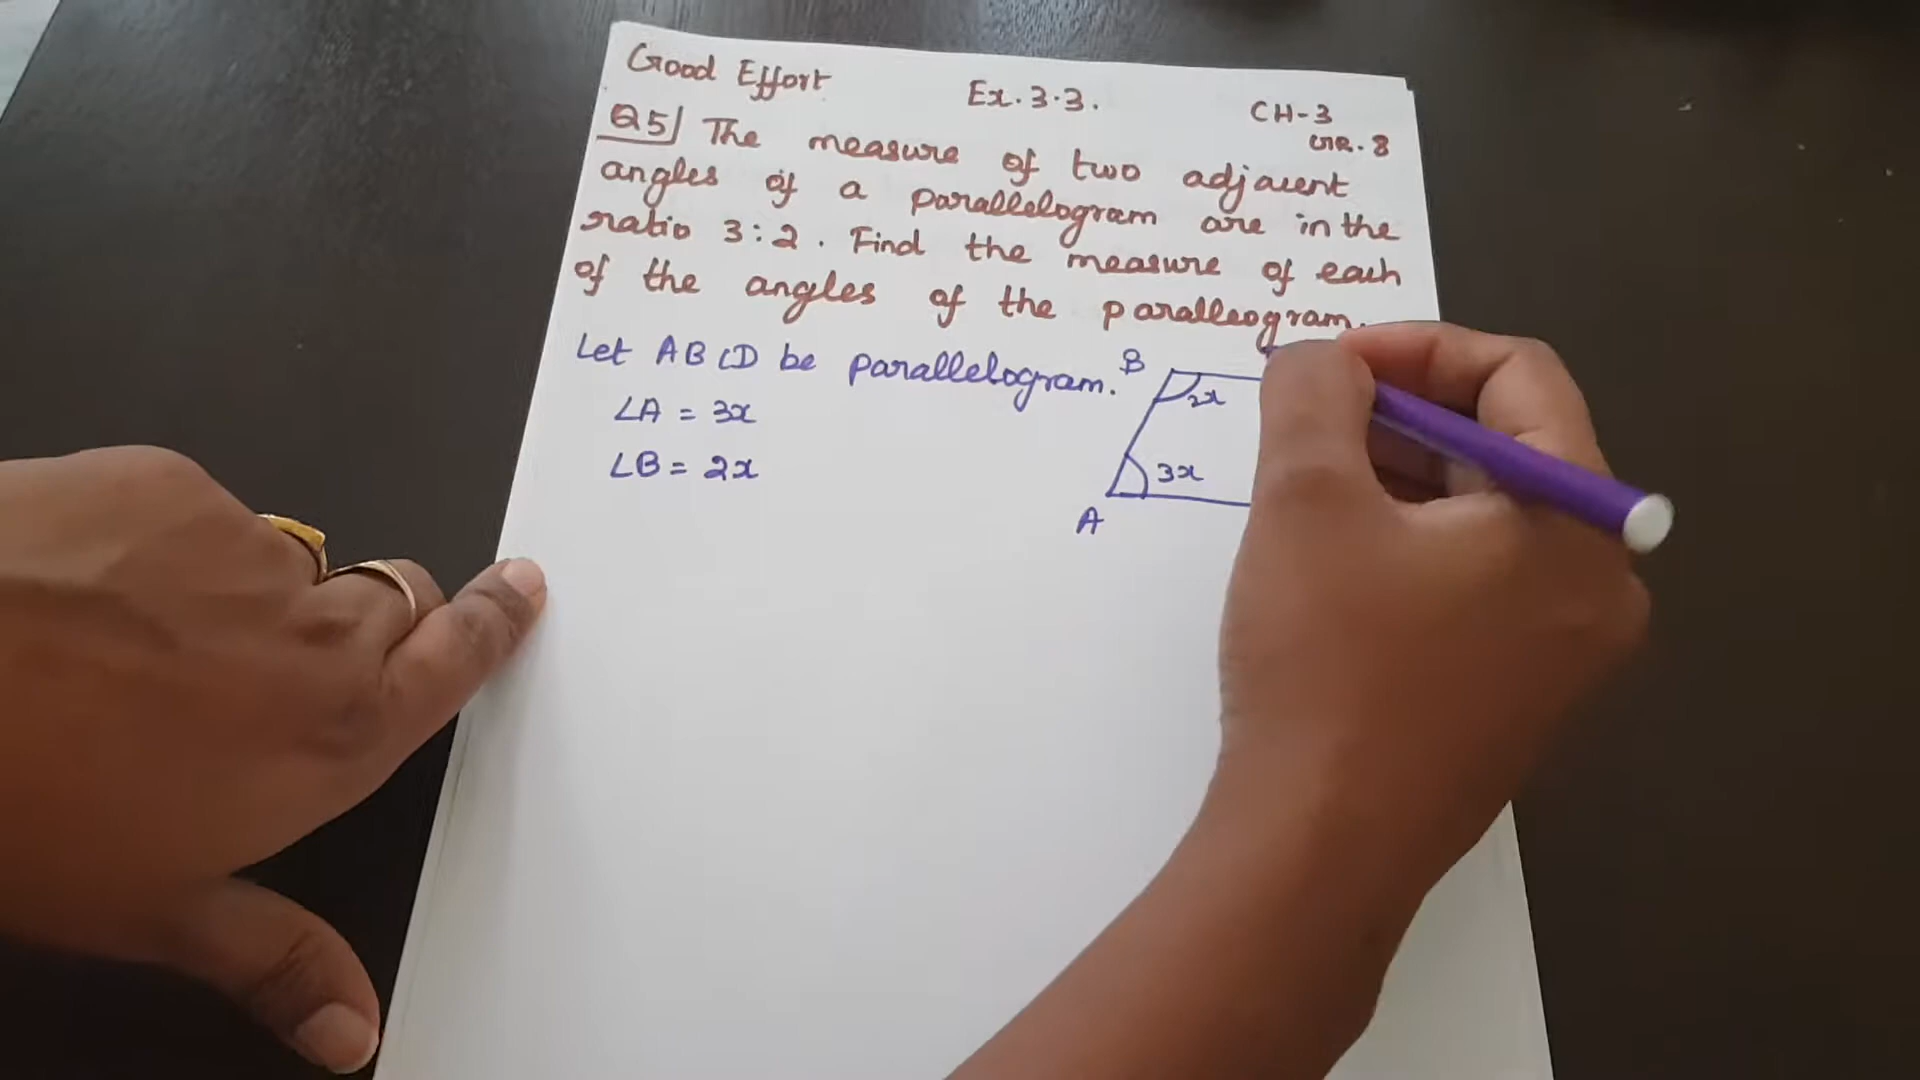 Good Effort Ex. 3.3. CH-3
GR. 8
Q5 The measure of two adjacent
angles of a parallelogram are in the
ratio 3:2. Find the measure of each
of the angles of the paralleogram.
Let ABCD be parallelogram.
∠A = 3x
∠B = 2x
B
2x
3x
A